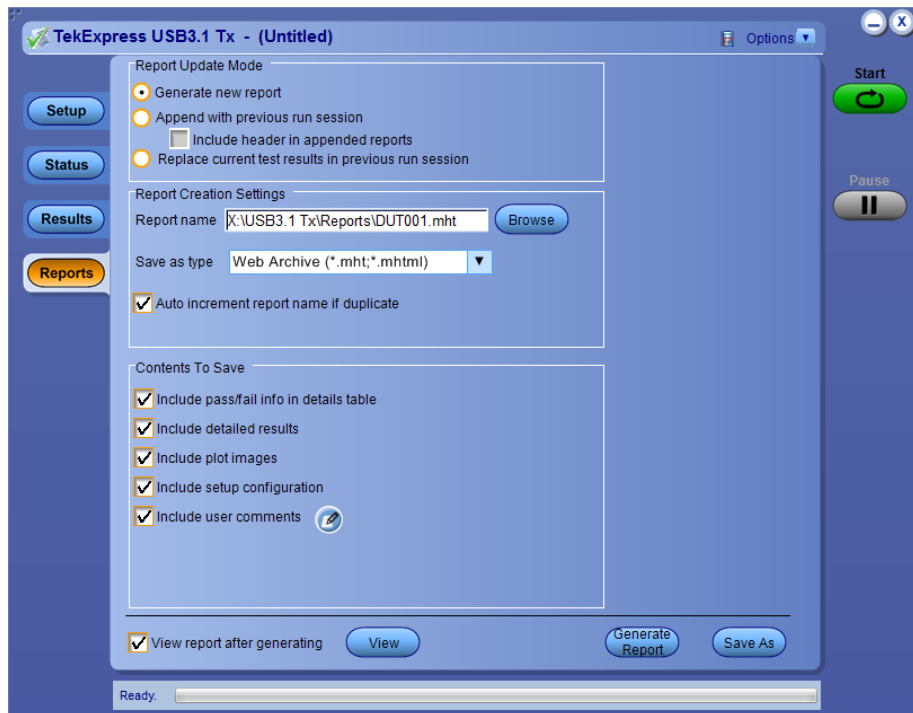 TekExpress USB3.1 Tx - (Untitled)
Options
Start
Pause
Setup
Status
Results
Reports
Report Update Mode
Generate new report
Append with previous run session
Include header in appended reports
Replace current test results in previous run session
Report Creation Settings
Report name X:\USB3.1 Tx\Reports\DUT001.mht Browse
Save as type Web Archive (*.mht;*.mhtml)
Auto increment report name if duplicate
Contents To Save
Include pass/fail info in details table
Include detailed results
Include plot images
Include setup configuration
Include user comments
View report after generating View
Generate Report
Save As
Ready.